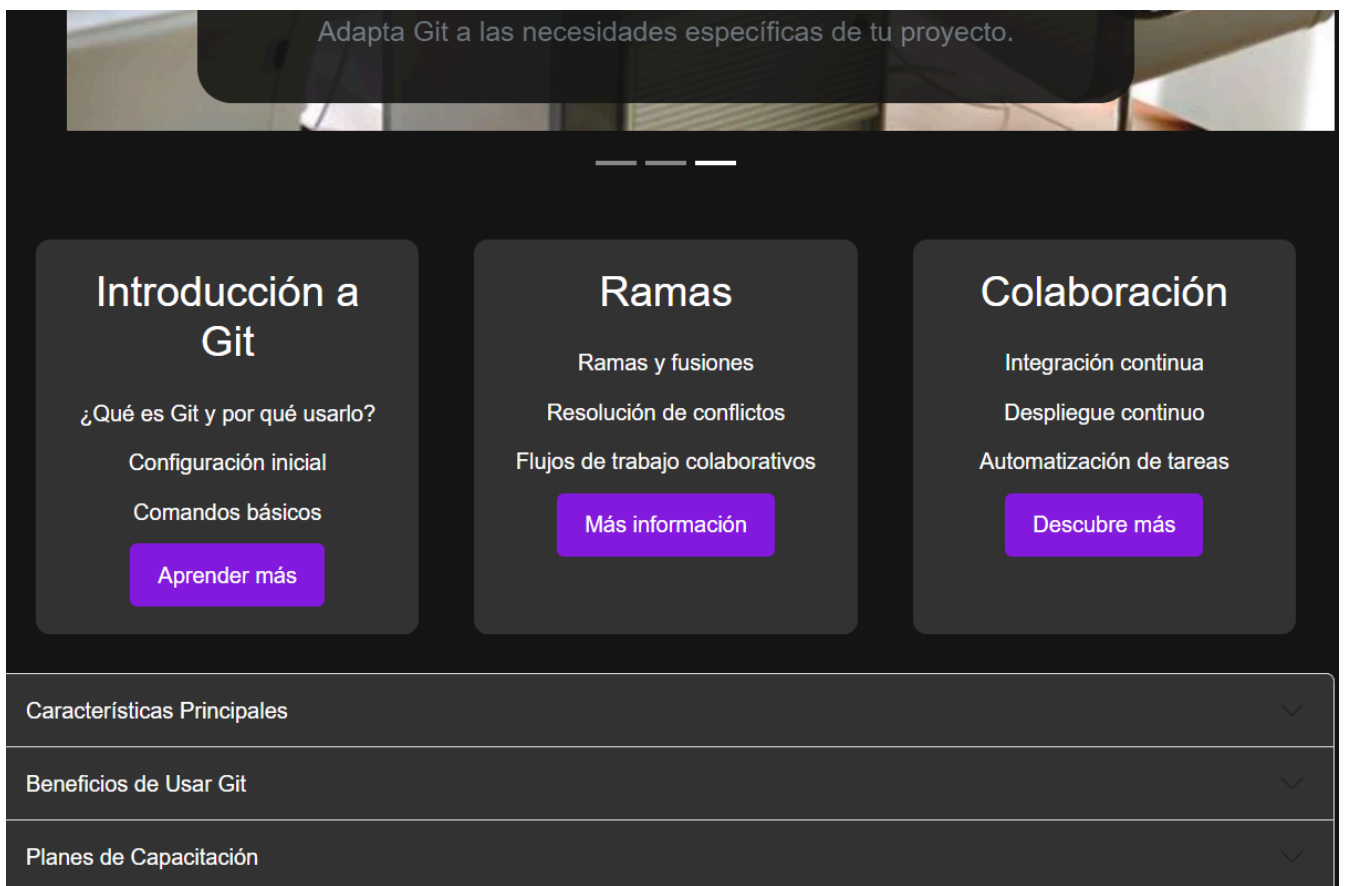 Adapta Git a las necesidades específicas de tu proyecto.
Introducción a
Git
¿Qué es Git y por qué usarlo?
Configuración inicial
Comandos básicos
Aprender más
Ramas
Ramas y fusiones
Resolución de conflictos
Flujos de trabajo colaborativos
Más información
Colaboración
Integración continua
Despliegue continuo
Automatización de tareas
Descubre más
Características Principales
Beneficios de Usar Git
Planes de Capacitación